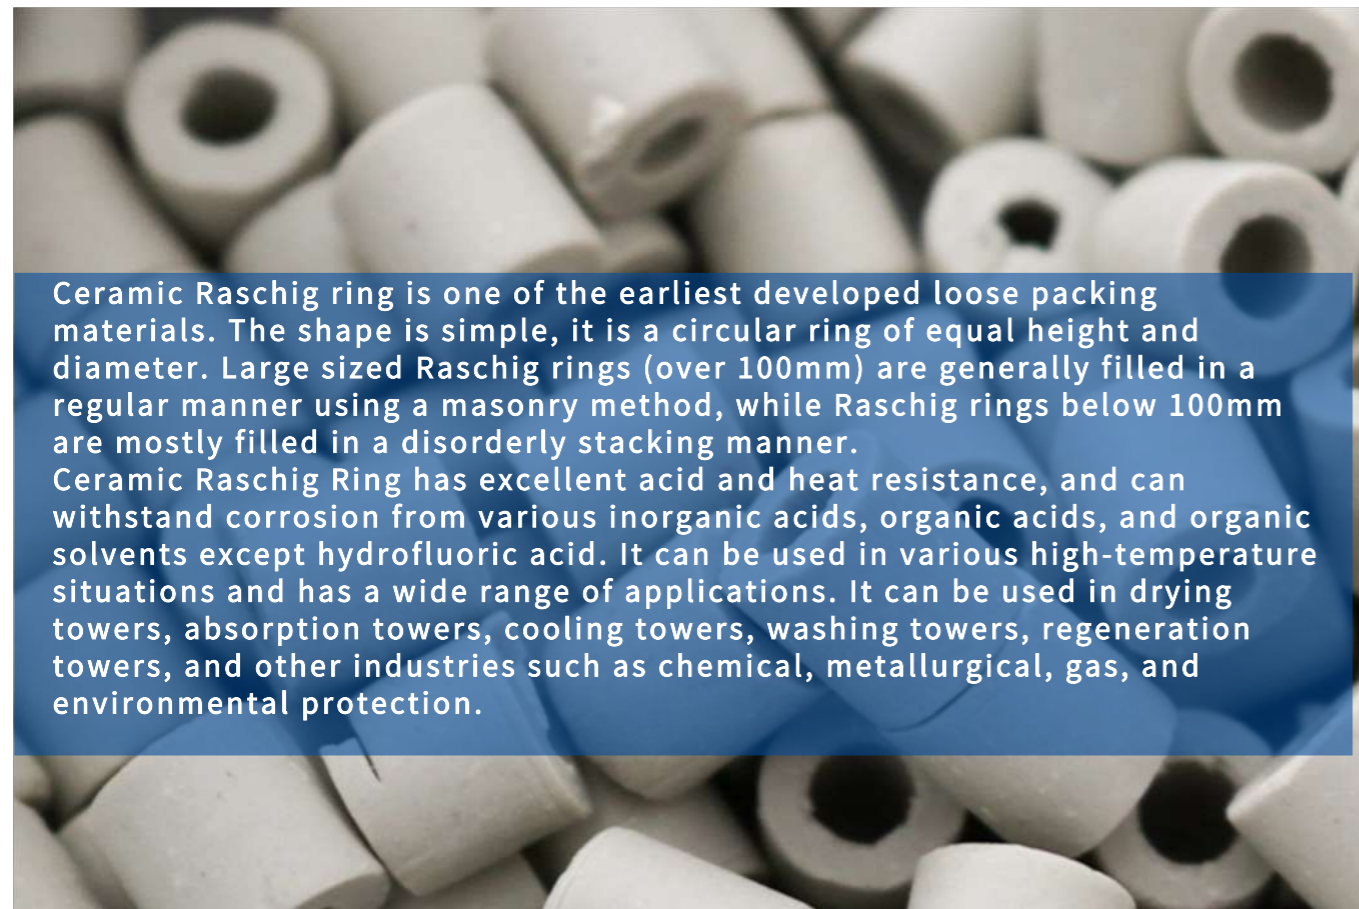 Ceramic Raschig ring is one of the earliest developed loose packing
materials. The shape is simple, it is a circular ring of equal height and
diameter. Large sized Raschig rings (over 100mm) are generally filled in a
regular manner using a masonry method, while Raschig rings below 100mm
are mostly filled in a disorderly stacking manner.
Ceramic Raschig Ring has excellent acid and heat resistance, and can
withstand corrosion from various inorganic acids, organic acids, and organic
solvents except hydrofluoric acid. It can be used in various high-temperature
situations and has a wide range of applications. It can be used in drying
towers, absorption towers, cooling towers, washing towers, regeneration
towers, and other industries such as chemical, metallurgical, gas, and
environmental protection.